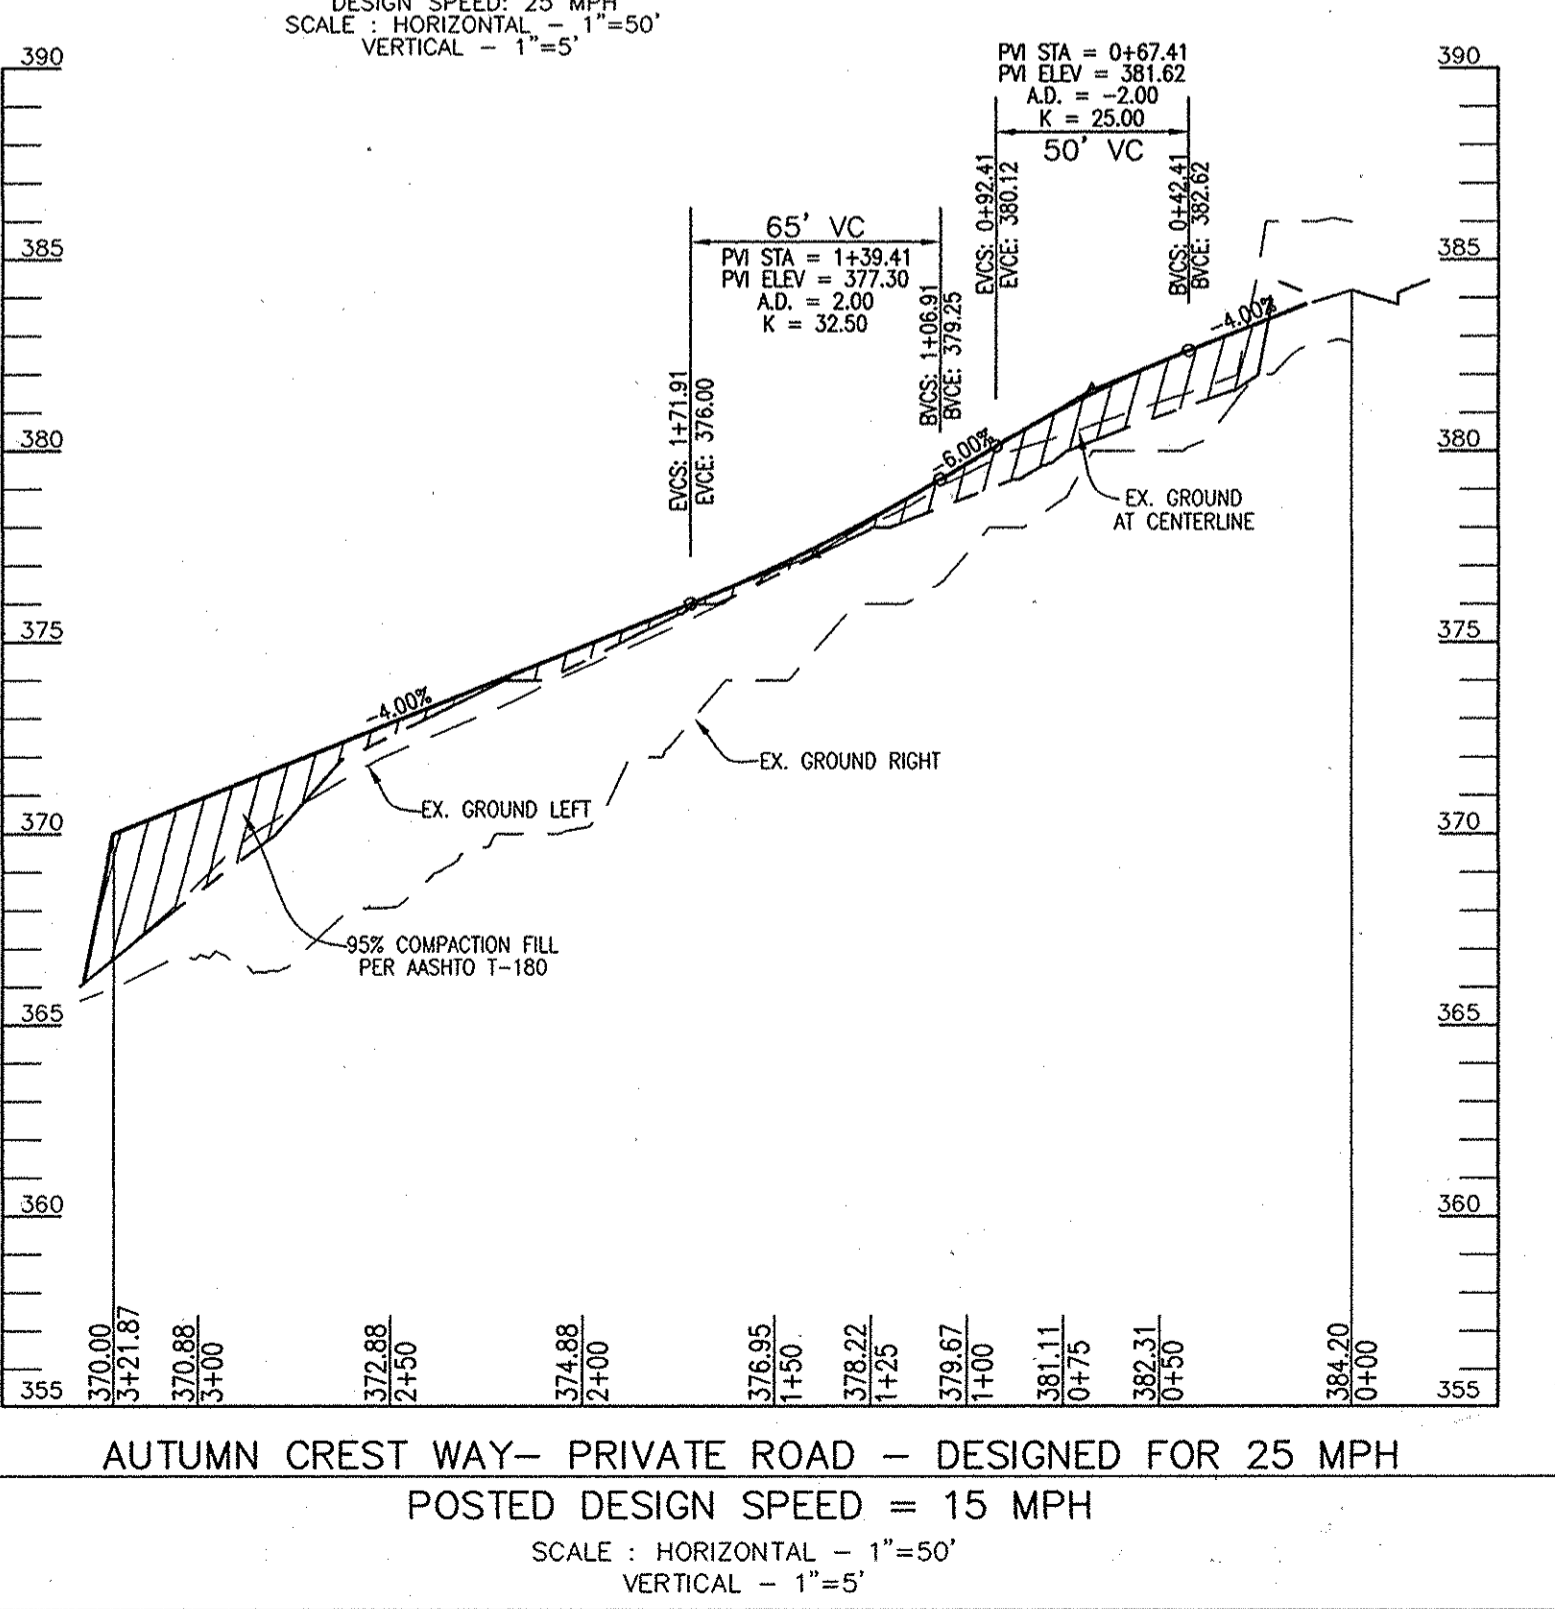 DESIGN SPEED: 25 MPH
SCALE : HORIZONTAL – 1"=50'
VERTICAL – 1"=5'
390
390
PVI STA = 0+67.41
PVI ELEV = 381.62
A.D. = -2.00
K = 25.00
50' VC
EVCS: 0+92.41
EVCE: 380.12
BVCS: 0+42.41
BVCE: 382.62
65' VC
PVI STA = 1+39.41
PVI ELEV = 377.30
A.D. = 2.00
K = 32.50
EVCS: 1+71.91
EVCE: 376.00
BVCS: 1+06.91
BVCE: 379.25
385
385
-4.00%
380
380
-6.00%
EX. GROUND
AT CENTERLINE
375
375
-4.00%
EX. GROUND RIGHT
EX. GROUND LEFT
370
370
95% COMPACTION FILL
PER AASHTO T-180
365
365
360
360
355
355
370.00
3+21.87
370.88
3+00
372.88
2+50
374.88
2+00
376.95
1+50
378.22
1+25
379.67
1+00
381.11
0+75
382.31
0+50
384.20
0+00
AUTUMN CREST WAY– PRIVATE ROAD – DESIGNED FOR 25 MPH
POSTED DESIGN SPEED = 15 MPH
SCALE : HORIZONTAL – 1"=50'
VERTICAL – 1"=5'